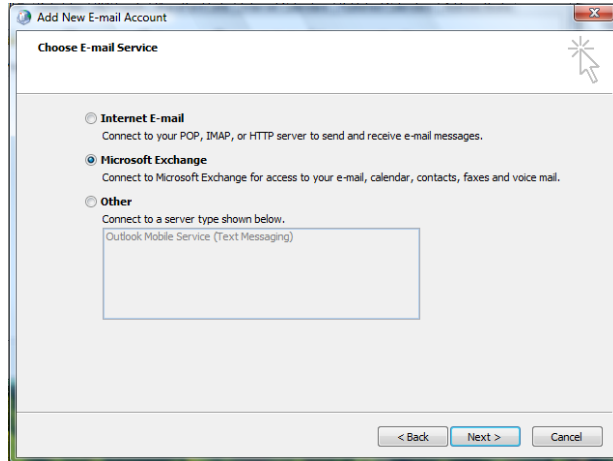 Add New E-mail Account
Choose E-mail Service
Internet E-mail
Connect to your POP, IMAP, or HTTP server to send and receive e-mail messages.
Microsoft Exchange
Connect to Microsoft Exchange for access to your e-mail, calendar, contacts, faxes and voice mail.
Other
Connect to a server type shown below.
Outlook Mobile Service (Text Messaging)
< Back Next > Cancel